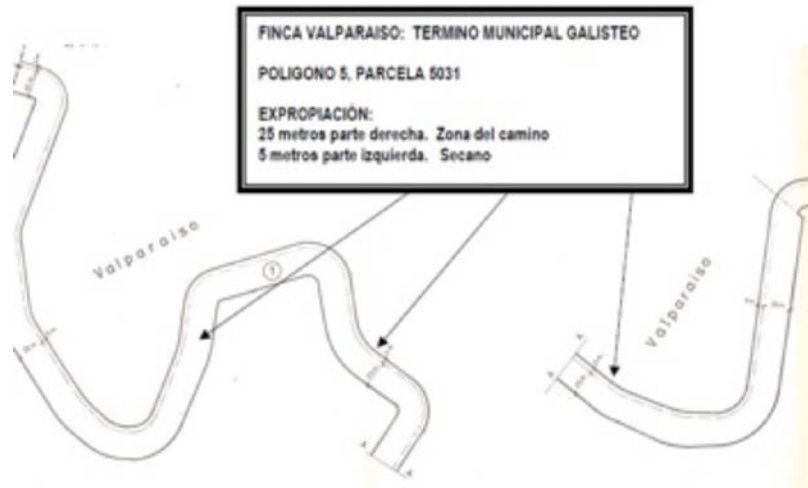 FINCA VALPARAISO: TERMINO MUNICIPAL GALISTEO
POLIGONO 5, PARCELA 5031
EXPROPIACIÓN:
25 metros parte derecha. Zona del camino
5 metros parte izquierda. Secano
Valparaiso
1
Valparaiso
A
A
A
A